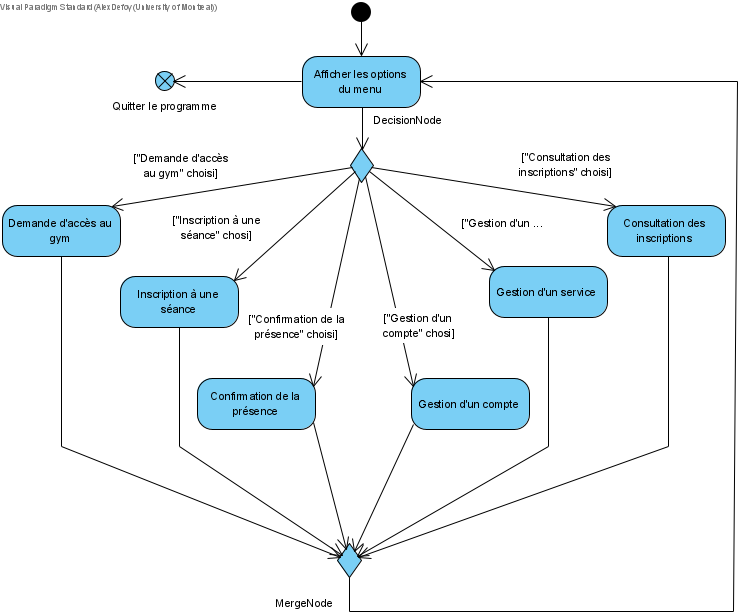 Visual Paradigm Standard (Alex Defoy (University of Montreal))
Afficher les options
du menu
Quitter le programme
DecisionNode
["Demande d'accès
au gym" choisi]
["Consultation des
inscriptions" choisi]
["Inscription à une
séance" chosi]
["Gestion d'un ...
Demande d'accès au
gym
Consultation des
inscriptions
Inscription à une
séance
Gestion d'un service
["Confirmation de la
présence" choisi]
["Gestion d'un
compte" chosi]
Confirmation de la
présence
Gestion d'un compte
MergeNode